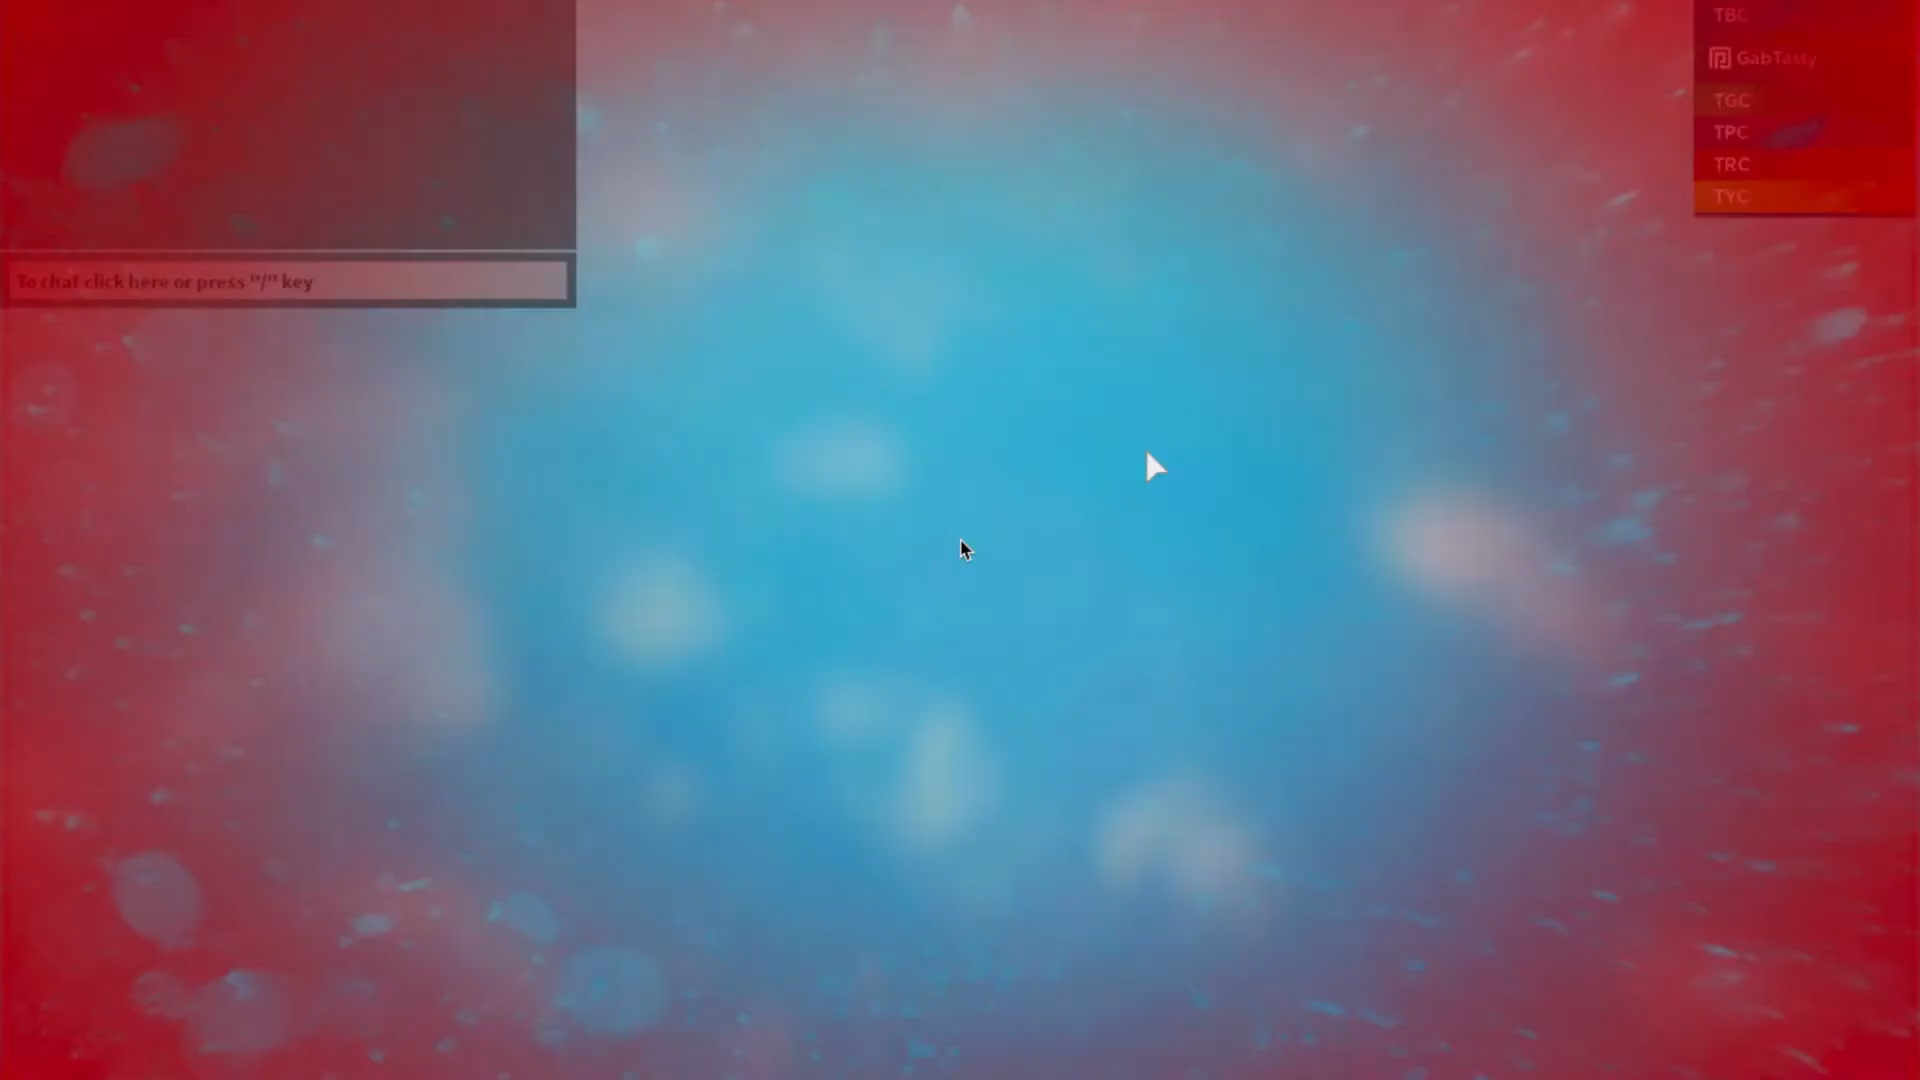 To chat click here or press "/" key
TBC
GabTasty
TGC
TPC
TRC
TYC